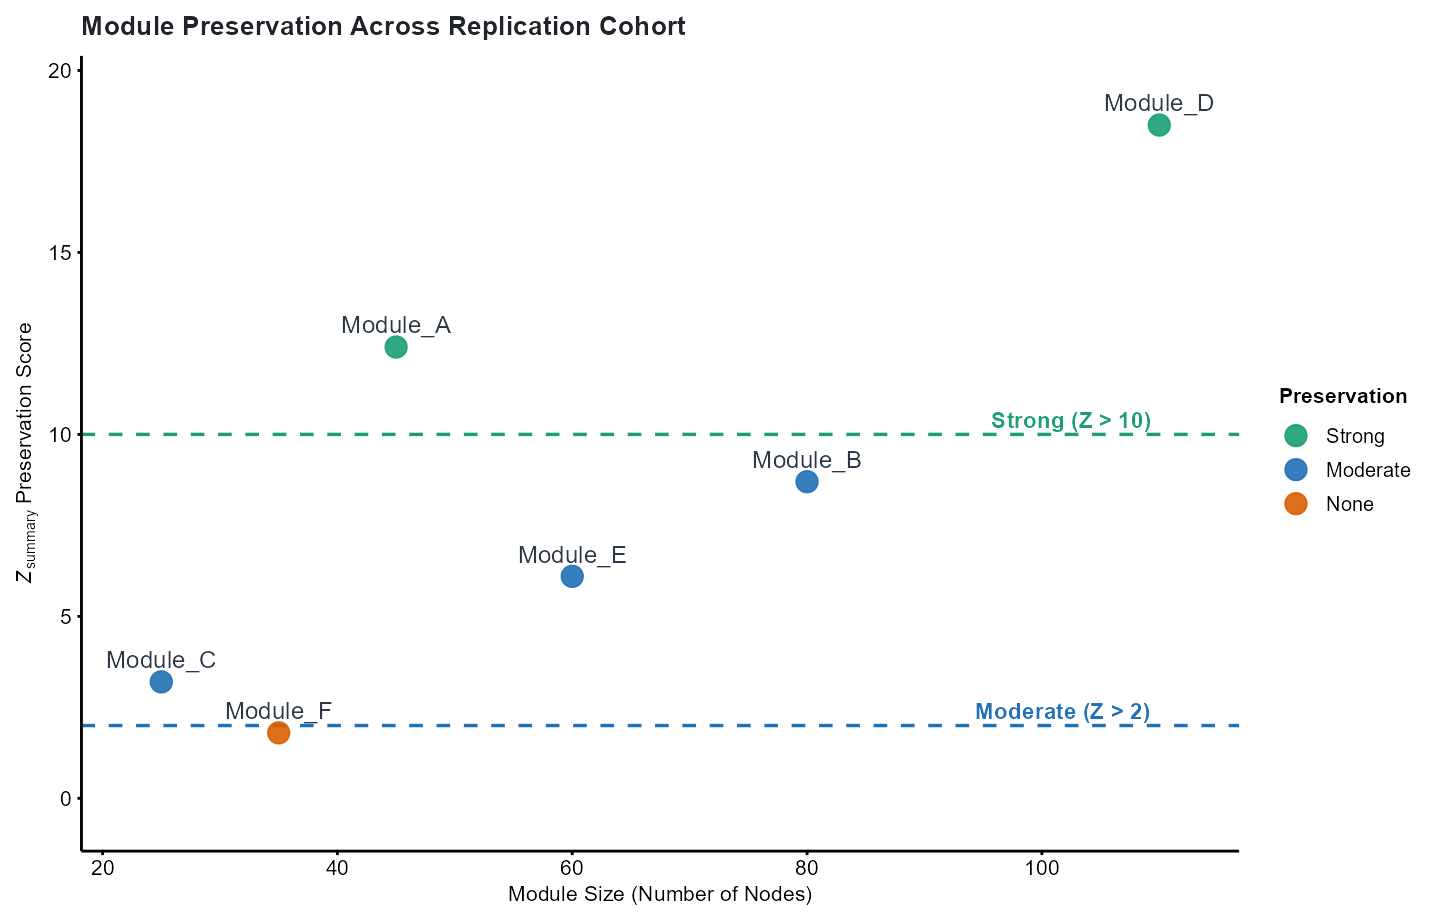 Module Preservation Across Replication Cohort
20
15
10
5
0
Z summary Preservation Score
Module_D
Module_A
Strong (Z > 10)
Module_B
Module_E
Module_C
Module_F
Moderate (Z > 2)
20 40 60 80 100
Module Size (Number of Nodes)
Preservation
Strong
Moderate
None